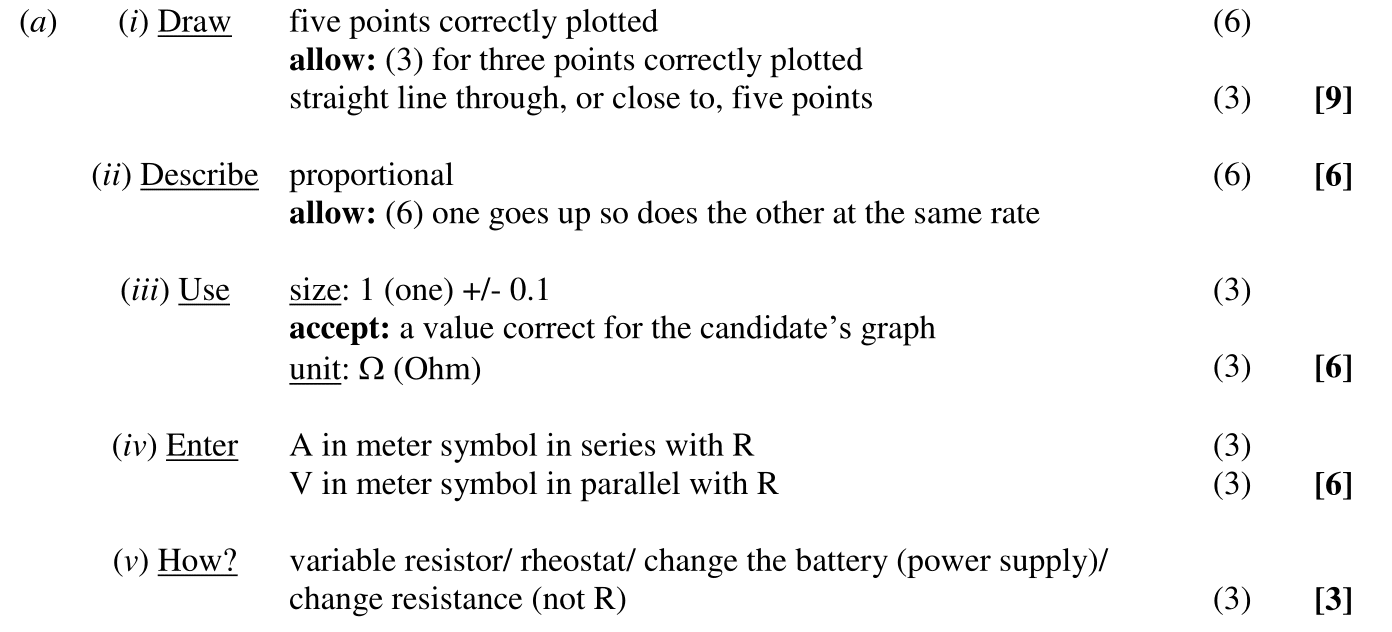 (a) (i) Draw five points correctly plotted (6)
allow: (3) for three points correctly plotted
straight line through, or close to, five points (3) [9]
(ii) Describe proportional (6) [6]
allow: (6) one goes up so does the other at the same rate
(iii) Use size: 1 (one) +/- 0.1 (3)
accept: a value correct for the candidate's graph
unit: Ω (Ohm) (3) [6]
(iv) Enter A in meter symbol in series with R (3)
V in meter symbol in parallel with R (3) [6]
(v) How? variable resistor/ rheostat/ change the battery (power supply)/
change resistance (not R) (3) [3]